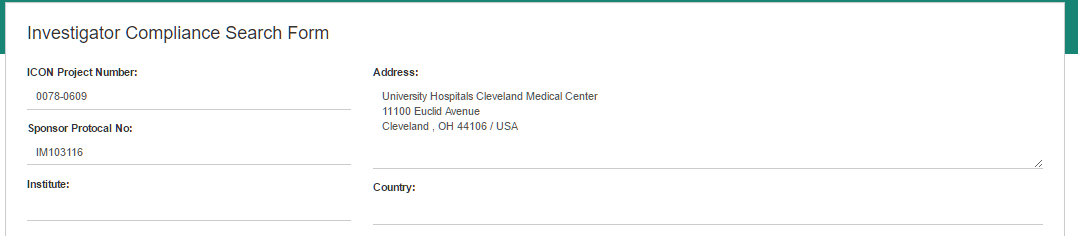 Investigator Compliance Search Form
ICON Project Number:
0078-0609
Sponsor Protocal No:
IM103116
Institute:
Address:
University Hospitals Cleveland Medical Center
11100 Euclid Avenue
Cleveland , OH 44106 / USA
Country: